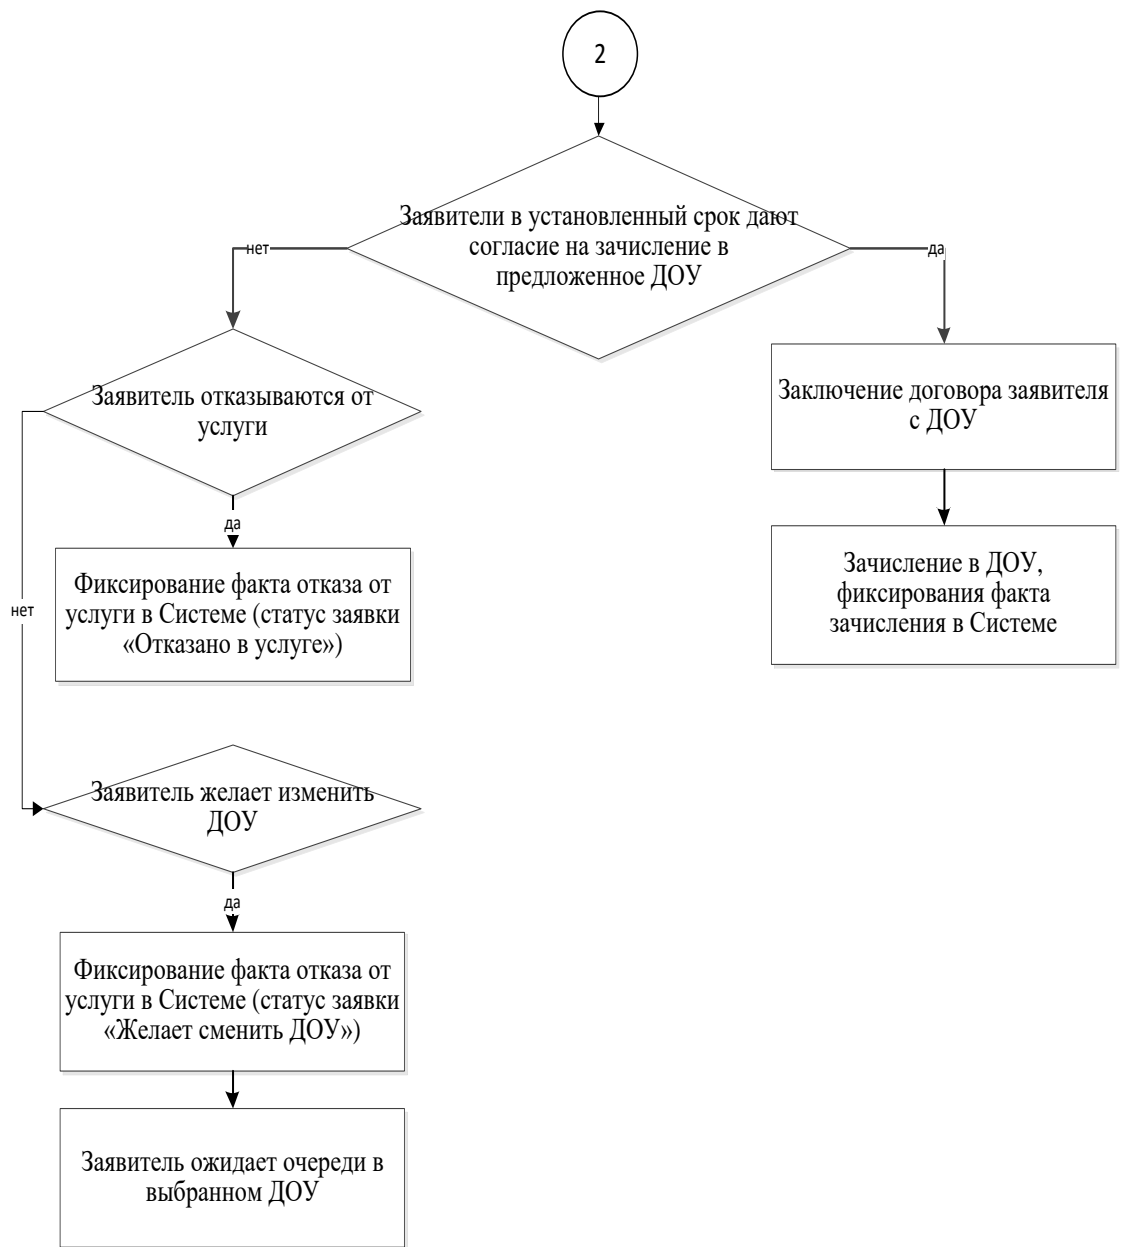 2
Заявители в установленный срок дают
согласие на зачисление в
предложенное ДОУ
нет
да
Заявитель отказываются от
услуги
Заключение договора заявителя
с ДОУ
да
Фиксирование факта отказа от
услуги в Системе (статус заявки
«Отказано в услуге»)
Зачисление в ДОУ,
фиксирования факта
зачисления в Системе
нет
Заявитель желает изменить
ДОУ
да
Фиксирование факта отказа от
услуги в Системе (статус заявки
«Желает сменить ДОУ»)
Заявитель ожидает очереди в
выбранном ДОУ